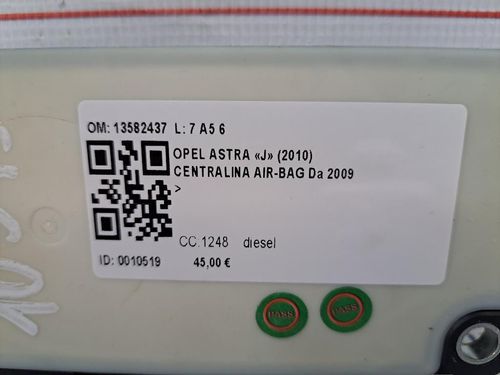 OM: 13582437 L: 7 A5 6
OPEL ASTRA «J» (2010)
CENTRALINA AIR-BAG Da 2009
>
CC.1248 diesel
ID: 0010519 45,00 €
PASS
PASS